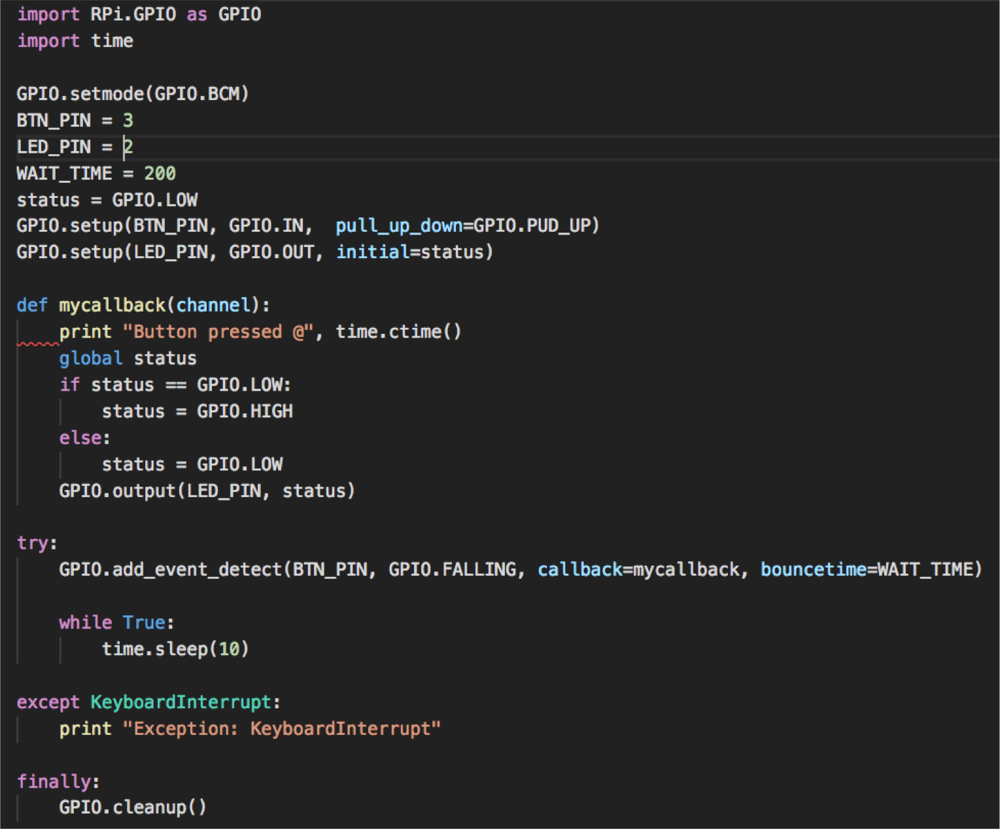 import RPi.GPIO as GPIO
import time
GPIO.setmode(GPIO.BCM)
BTN_PIN = 3
LED_PIN = 2
WAIT_TIME = 200
status = GPIO.LOW
GPIO.setup(BTN_PIN, GPIO.IN,  pull_up_down=GPIO.PUD_UP)
GPIO.setup(LED_PIN, GPIO.OUT, initial=status)
def mycallback(channel):
    print "Button pressed @", time.ctime()
    global status
    if status == GPIO.LOW:
        status = GPIO.HIGH
    else:
        status = GPIO.LOW
    GPIO.output(LED_PIN, status)
try:
    GPIO.add_event_detect(BTN_PIN, GPIO.FALLING, callback=mycallback, bouncetime=WAIT_TIME)
    while True:
        time.sleep(10)
except KeyboardInterrupt:
    print "Exception: KeyboardInterrupt"
finally:
    GPIO.cleanup()